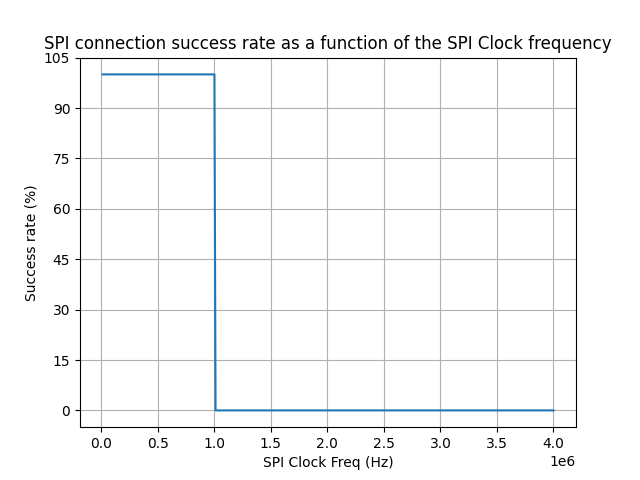 SPI connection success rate as a function of the SPI Clock frequency
105
90
75
60
45
30
15
0
Success rate (%)
0.0 0.5 1.0 1.5 2.0 2.5 3.0 3.5 4.0
1e6
SPI Clock Freq (Hz)